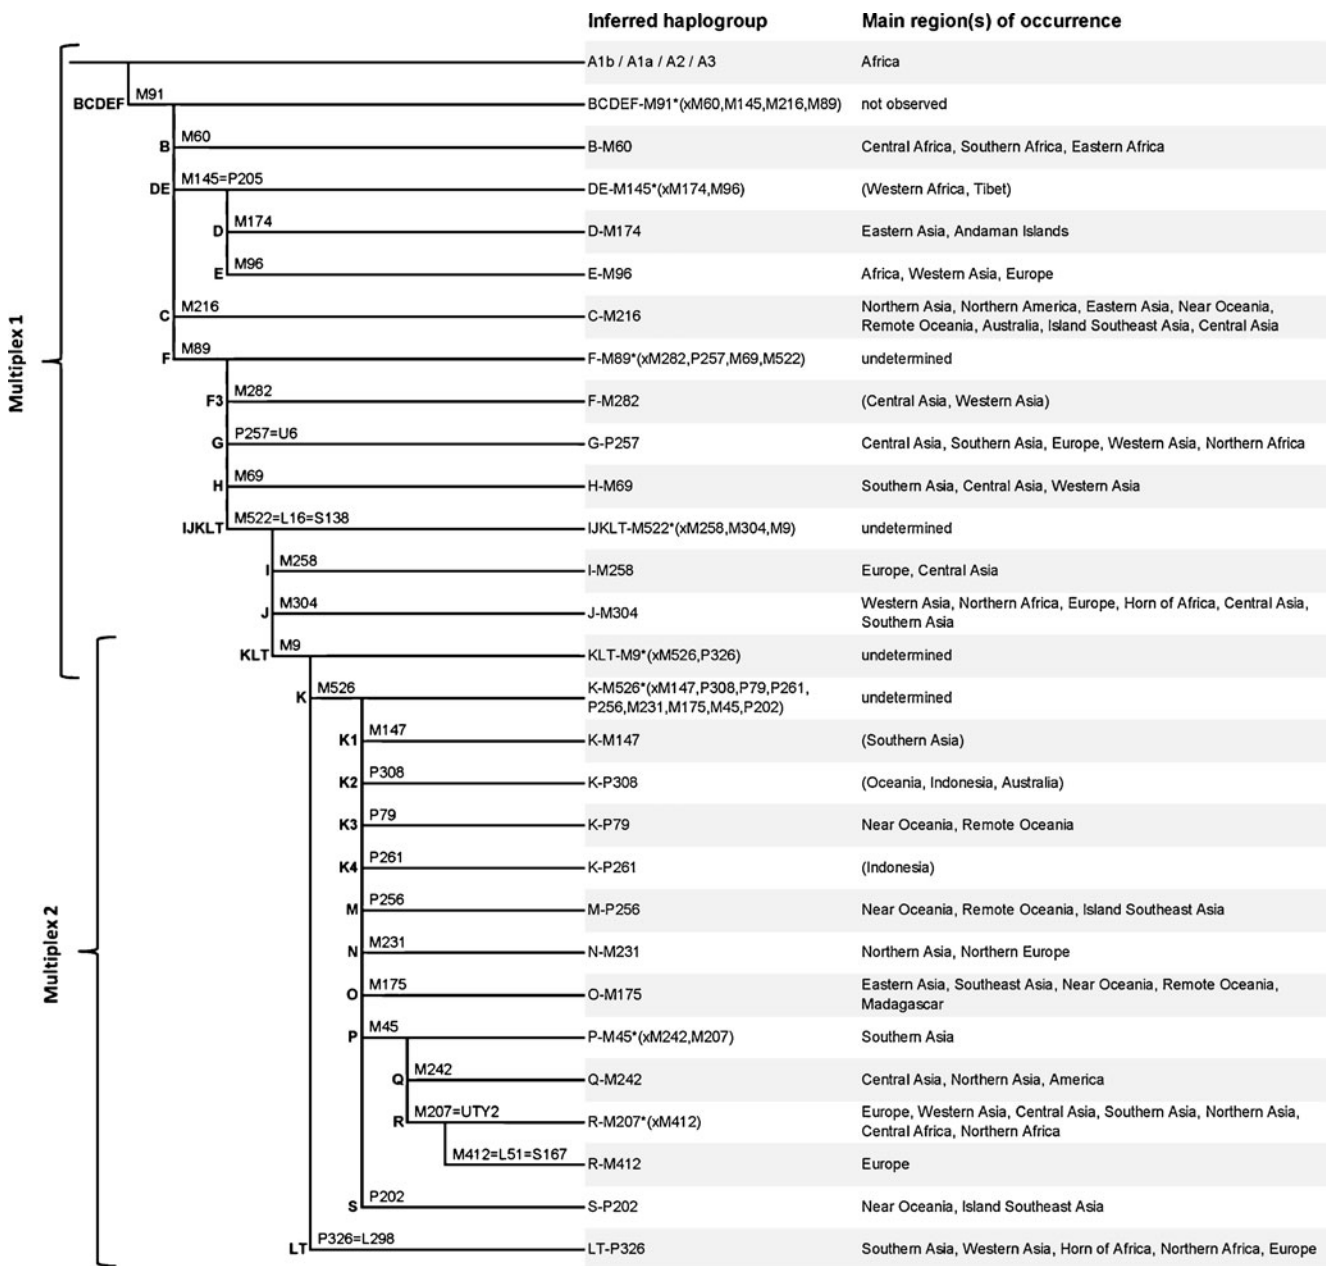 Inferred haplogroup Main region(s) of occurrence
A1b / A1a / A2 / A3 Africa
BCDEF M91 BCDEF-M91*(xM60,M145,M216,M89) not observed
B M60 B-M60 Central Africa, Southern Africa, Eastern Africa
DE M145=P205 DE-M145*(xM174,M96) (Western Africa, Tibet)
D M174 D-M174 Eastern Asia, Andaman Islands
E M96 E-M96 Africa, Western Asia, Europe
C M216 C-M216 Northern Asia, Northern America, Eastern Asia, Near Oceania,
Remote Oceania, Australia, Island Southeast Asia, Central Asia
Multiplex 1
F M89 F-M89*(xM282,P257,M69,M522) undetermined
F3 M282 F-M282 (Central Asia, Western Asia)
G P257=U6 G-P257 Central Asia, Southern Asia, Europe, Western Asia, Northern Africa
H M69 H-M69 Southern Asia, Central Asia, Western Asia
IJKLT M522=L16=S138 IJKLT-M522*(xM258,M304,M9) undetermined
I M258 I-M258 Europe, Central Asia
J M304 J-M304 Western Asia, Northern Africa, Europe, Horn of Africa, Central Asia,
Southern Asia
KLT M9 KLT-M9*(xM526,P326) undetermined
K M526 K-M526*(xM147,P308,P79,P261,
P256,M231,M175,M45,P202) undetermined
K1 M147 K-M147 (Southern Asia)
K2 P308 K-P308 (Oceania, Indonesia, Australia)
K3 P79 K-P79 Near Oceania, Remote Oceania
K4 P261 K-P261 (Indonesia)
M P256 M-P256 Near Oceania, Remote Oceania, Island Southeast Asia
Multiplex 2
N M231 N-M231 Northern Asia, Northern Europe
O M175 O-M175 Eastern Asia, Southeast Asia, Near Oceania, Remote Oceania,
Madagascar
P M45 P-M45*(xM242,M207) Southern Asia
Q M242 Q-M242 Central Asia, Northern Asia, America
R M207=UTY2 R-M207*(xM412) Europe, Western Asia, Central Asia, Southern Asia, Northern Asia,
Central Africa, Northern Africa
M412=L51=S167 R-M412 Europe
S P202 S-P202 Near Oceania, Island Southeast Asia
LT P326=L298 LT-P326 Southern Asia, Western Asia, Horn of Africa, Northern Africa, Europe